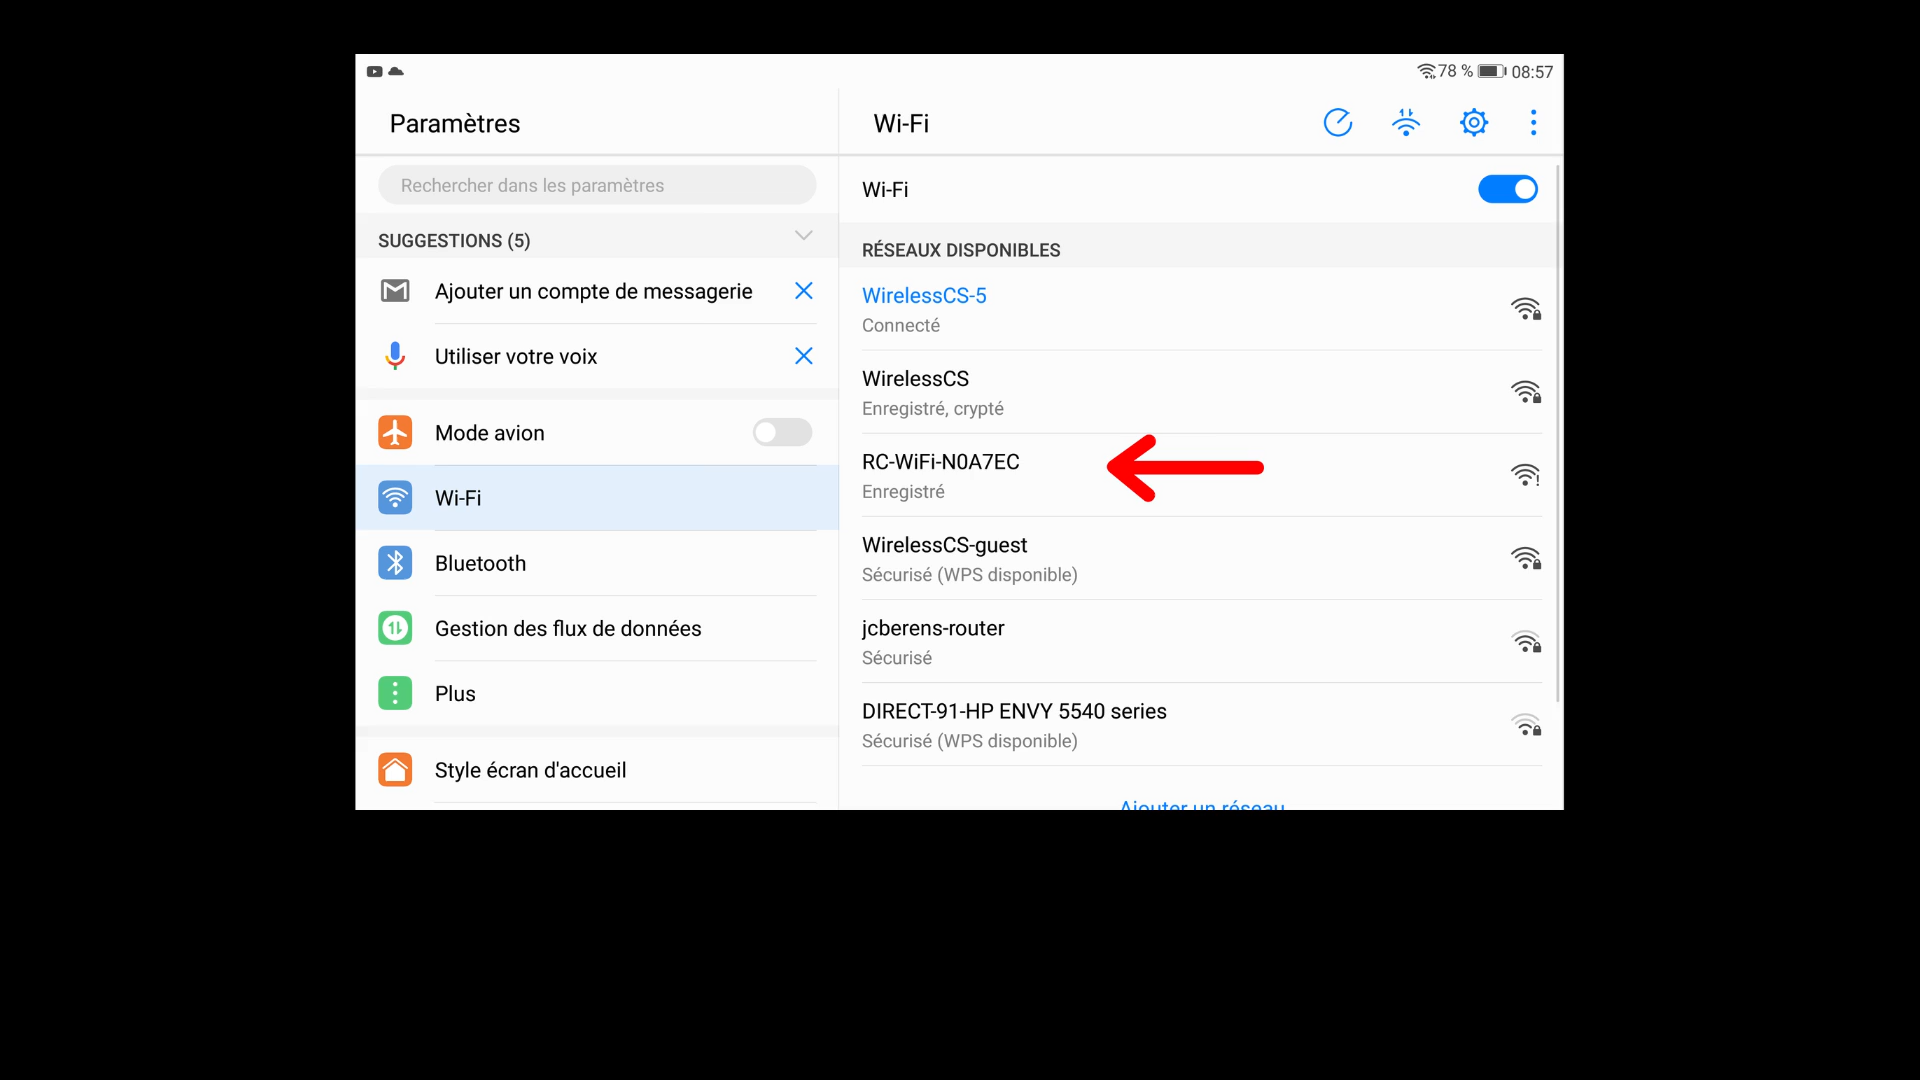 78 % 08:57
Paramètres
Rechercher dans les paramètres
SUGGESTIONS (5)
Ajouter un compte de messagerie
Utiliser votre voix
Mode avion
Wi-Fi
Bluetooth
Gestion des flux de données
Plus
Style écran d'accueil
Wi-Fi
Wi-Fi
RÉSEAUX DISPONIBLES
WirelessCS-5
Connecté
WirelessCS
Enregistré, crypté
RC-WiFi-N0A7EC
Enregistré
WirelessCS-guest
Sécurisé (WPS disponible)
jcberens-router
Sécurisé
DIRECT-91-HP ENVY 5540 series
Sécurisé (WPS disponible)
Ajouter un réseau